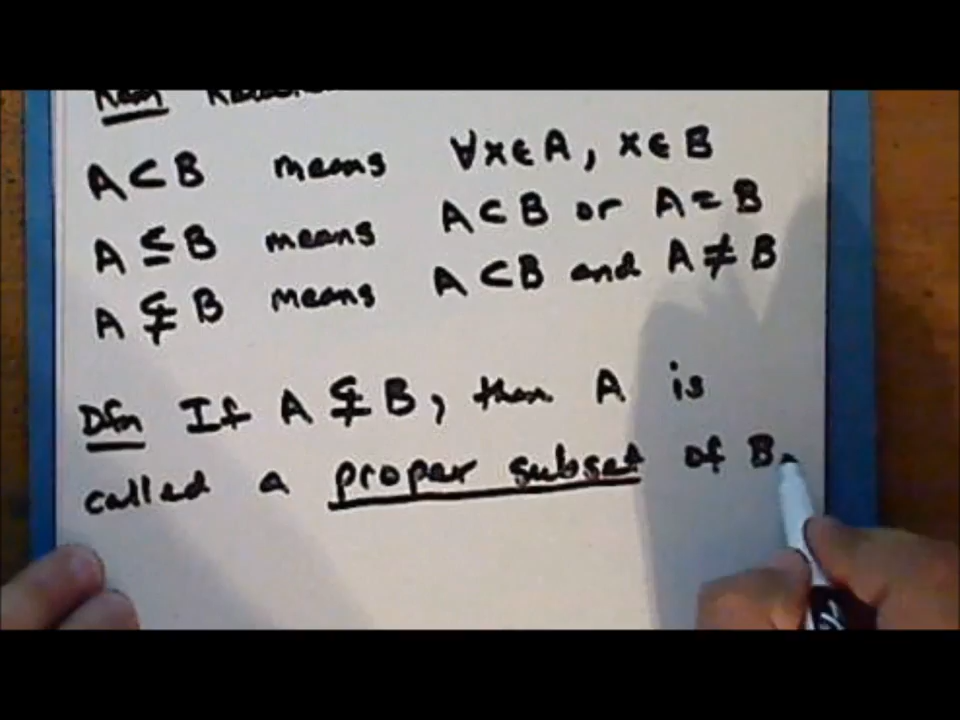 A ⊂ B means ∀x∈A, x∈B
A ⊆ B means A⊂B or A=B
A ⊊ B means A⊂B and A≠B
Dfn If A ⊊ B, then A is
called a proper subset of B.